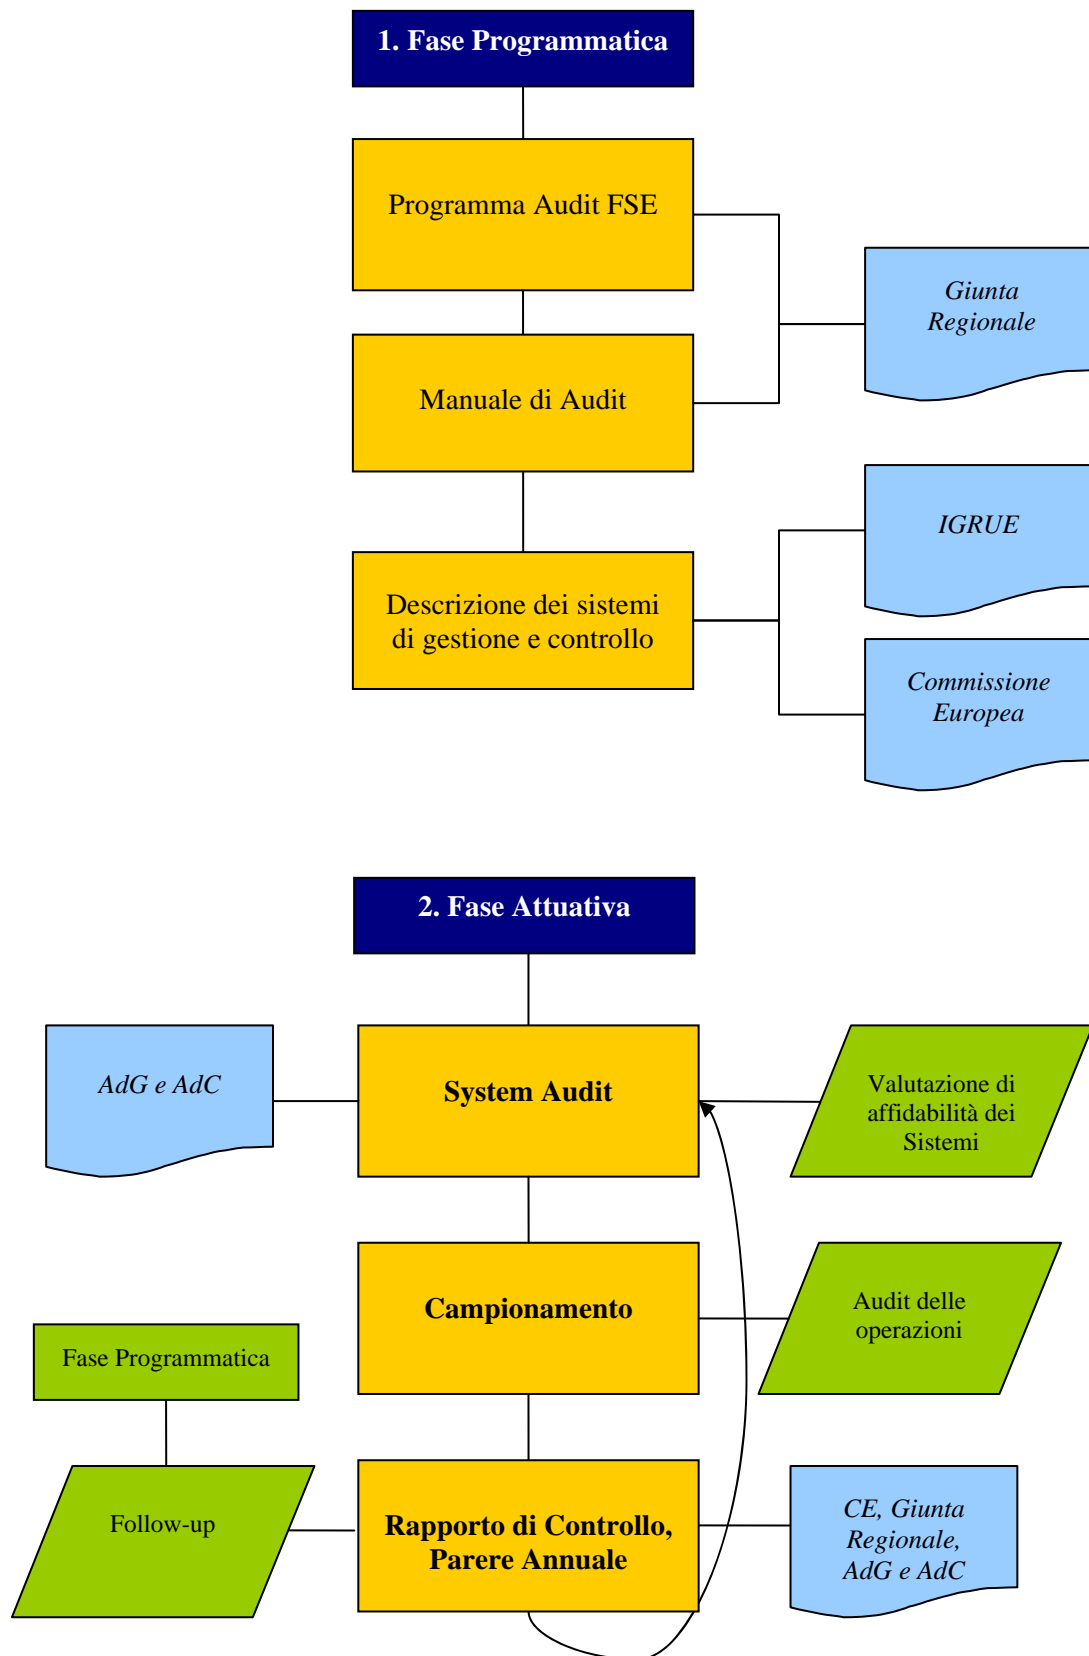 1. Fase Programmatica
Programma Audit FSE
Giunta
Regionale
Manuale di Audit
IGRUE
Descrizione dei sistemi
di gestione e controllo
Commissione
Europea
2. Fase Attuativa
AdG e AdC
System Audit
Valutazione di
affidabilità dei
Sistemi
Campionamento
Audit delle
operazioni
Fase Programmatica
Follow-up
Rapporto di Controllo,
Parere Annuale
CE, Giunta
Regionale,
AdG e AdC